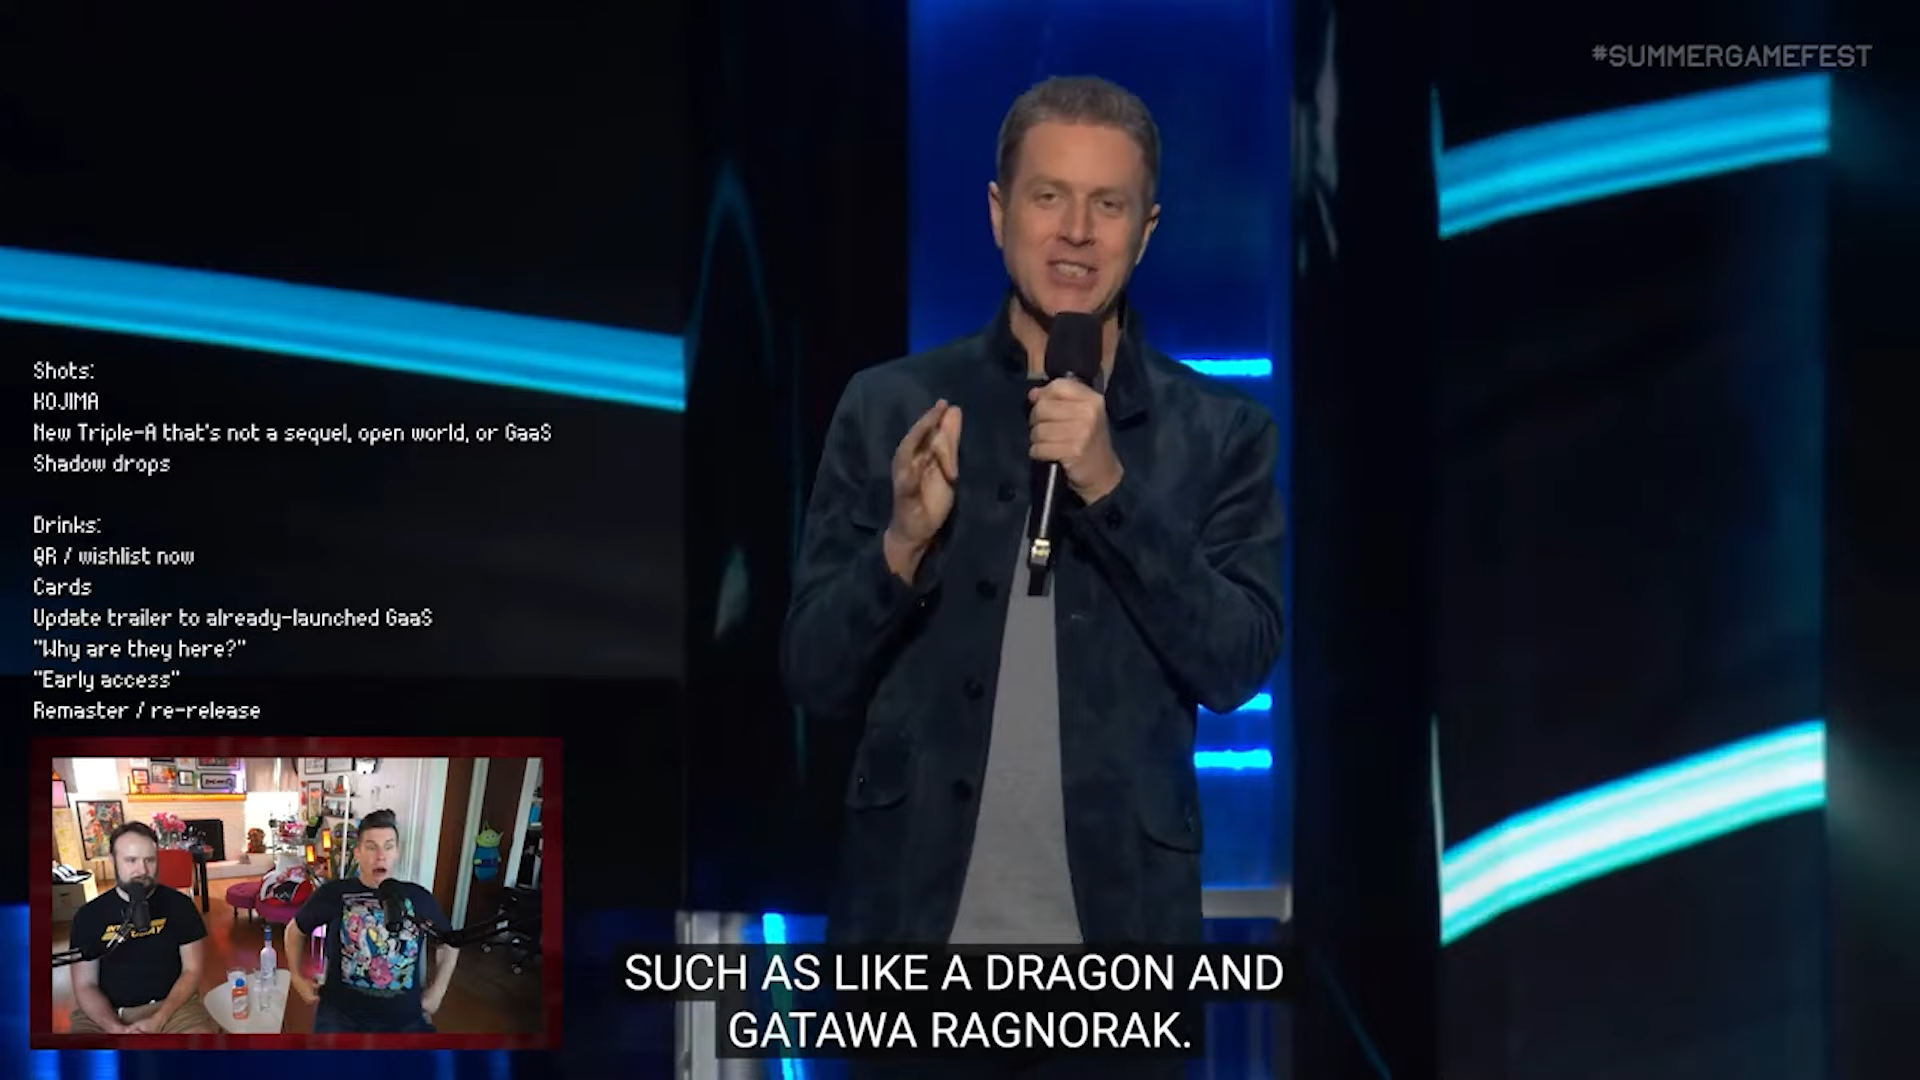 #SUMMERGAMEFEST
Shots:
KOJIMA
New Triple-A that's not a sequel, open world, or GaaS
Shadow drops
Drinks:
QR / wishlist now
Cards
Update trailer to already-launched GaaS
"Why are they here?"
"Early access"
Remaster / re-release
SUCH AS LIKE A DRAGON AND
GATAWA RAGNORAK.